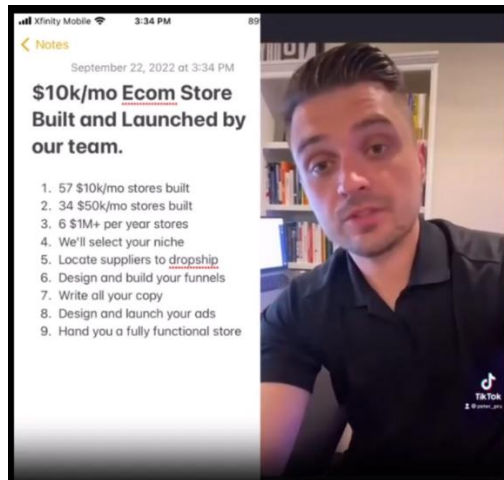 Xfinity Mobile
3:34 PM
89
Notes
September 22, 2022 at 3:34 PM
$10k/mo Ecom Store
Built and Launched by
our team.
1. 57 $10k/mo stores built
2. 34 $50k/mo stores built
3. 6 $1M+ per year stores
4. We'll select your niche
5. Locate suppliers to dropship
6. Design and build your funnels
7. Write all your copy
8. Design and launch your ads
9. Hand you a fully functional store
TikTok